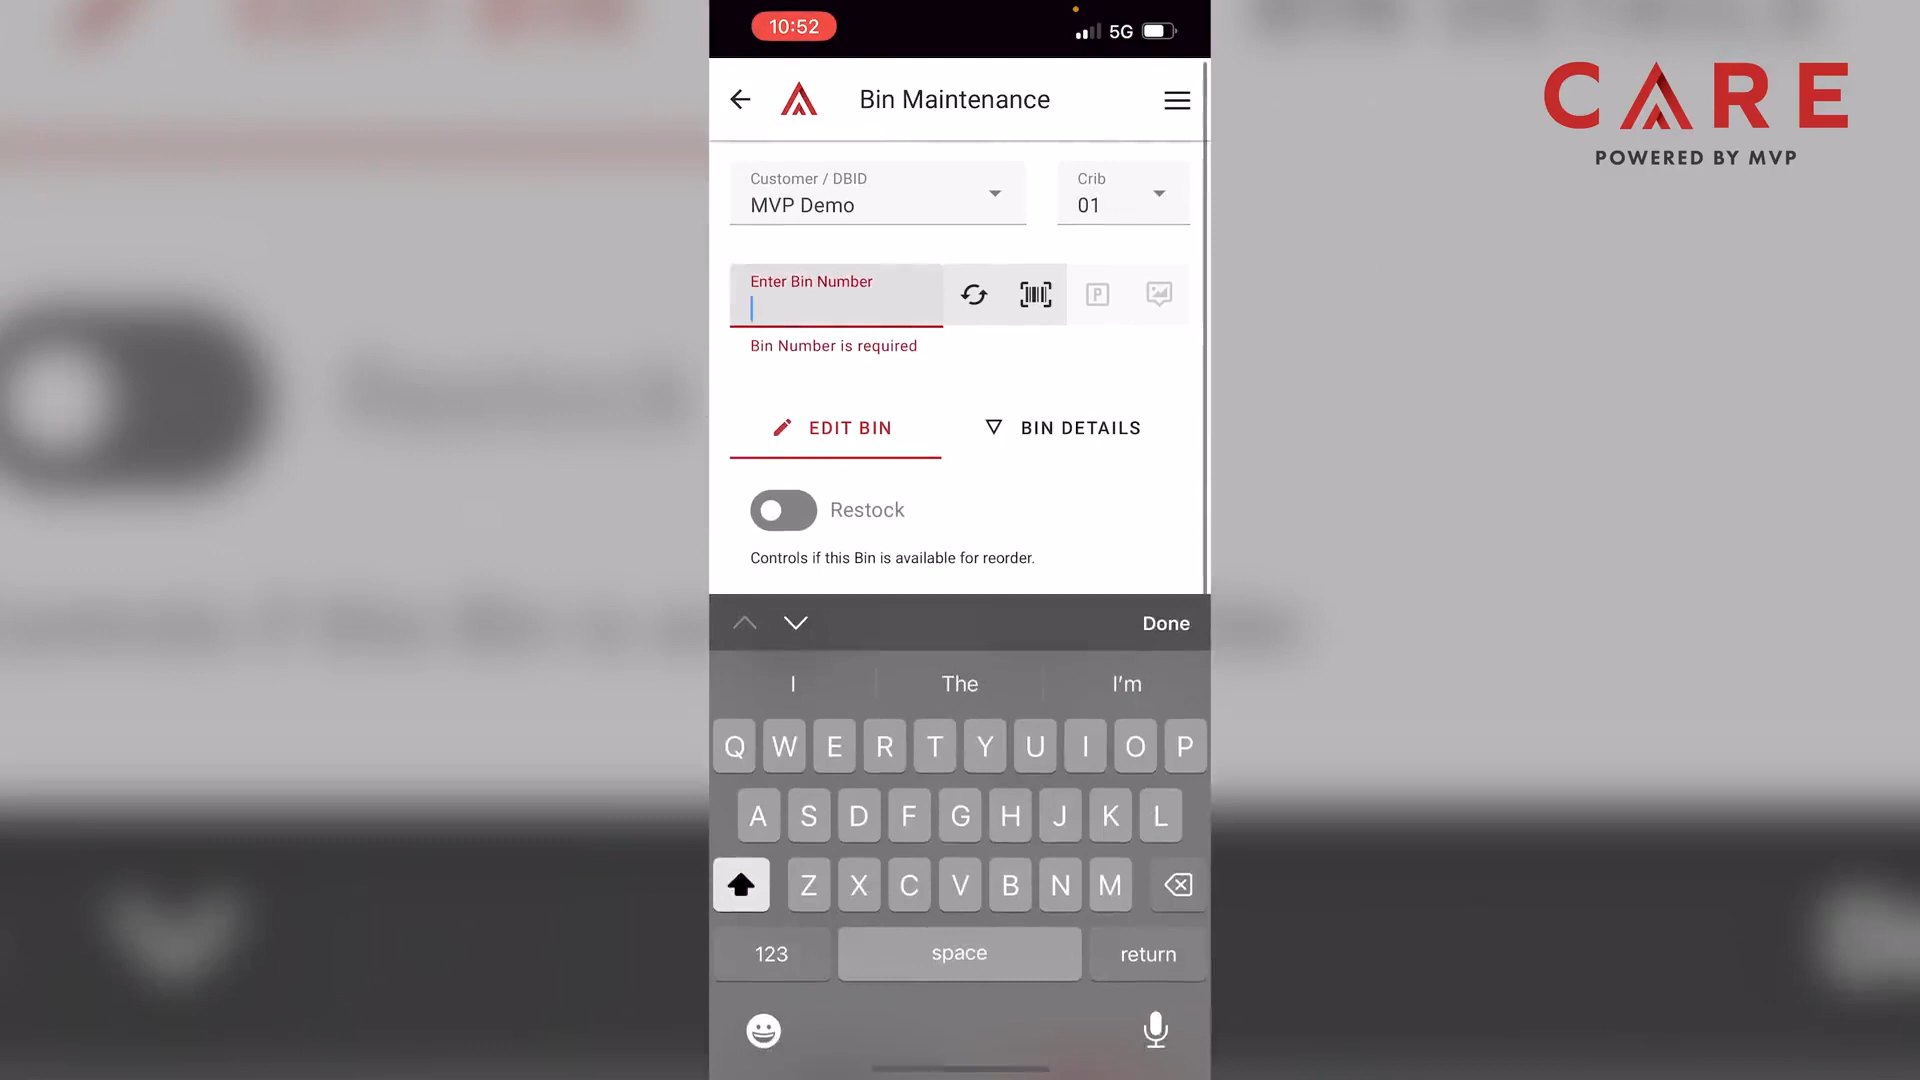 10:52
5G
Bin Maintenance
CARE
POWERED BY MVP
Customer / DBID
MVP Demo
Crib
01
Enter Bin Number
P
Bin Number is required
EDIT BIN
BIN DETAILS
Restock
Controls if this Bin is available for reorder.
Done
I The I'm
Q W E R T Y U I O P
A S D F G H J K L
Z X C V B N M
123 space return